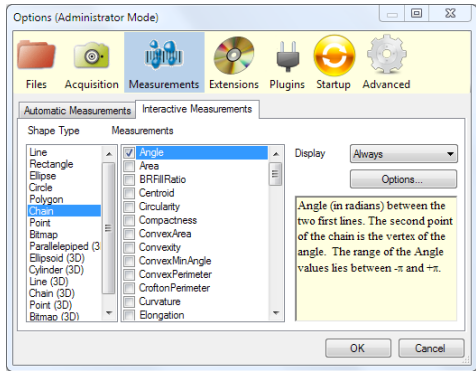 Options (Administrator Mode)
Files Acquisition Measurements Extensions Plugins Startup Advanced
Automatic Measurements Interactive Measurements
Shape Type Measurements
Line
Rectangle
Ellipse
Circle
Polygon
Chain
Point
Bitmap
Parallelepiped (3
Ellipsoid (3D)
Cylinder (3D)
Line (3D)
Chain (3D)
Point (3D)
Bitmap (3D)
Angle
Area
BRFillRatio
Centroid
Circularity
Compactness
ConvexArea
Convexity
ConvexMinAngle
ConvexPerimeter
CroftonPerimeter
Curvature
Elongation
Display Always
Options...
Angle (in radians) between the
two first lines. The second point
of the chain is the vertex of the
angle. The range of the Angle
values lies between -π and +π.
OK Cancel